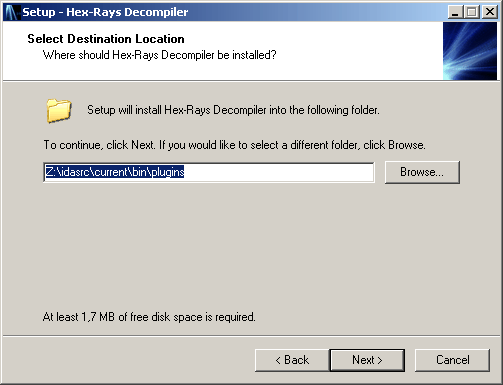 Setup - Hex-Rays Decompiler
Select Destination Location
Where should Hex-Rays Decompiler be installed?
Setup will install Hex-Rays Decompiler into the following folder.
To continue, click Next. If you would like to select a different folder, click Browse.
Z:\idasrc\current\bin\plugins
Browse...
At least 1,7 MB of free disk space is required.
< Back
Next >
Cancel